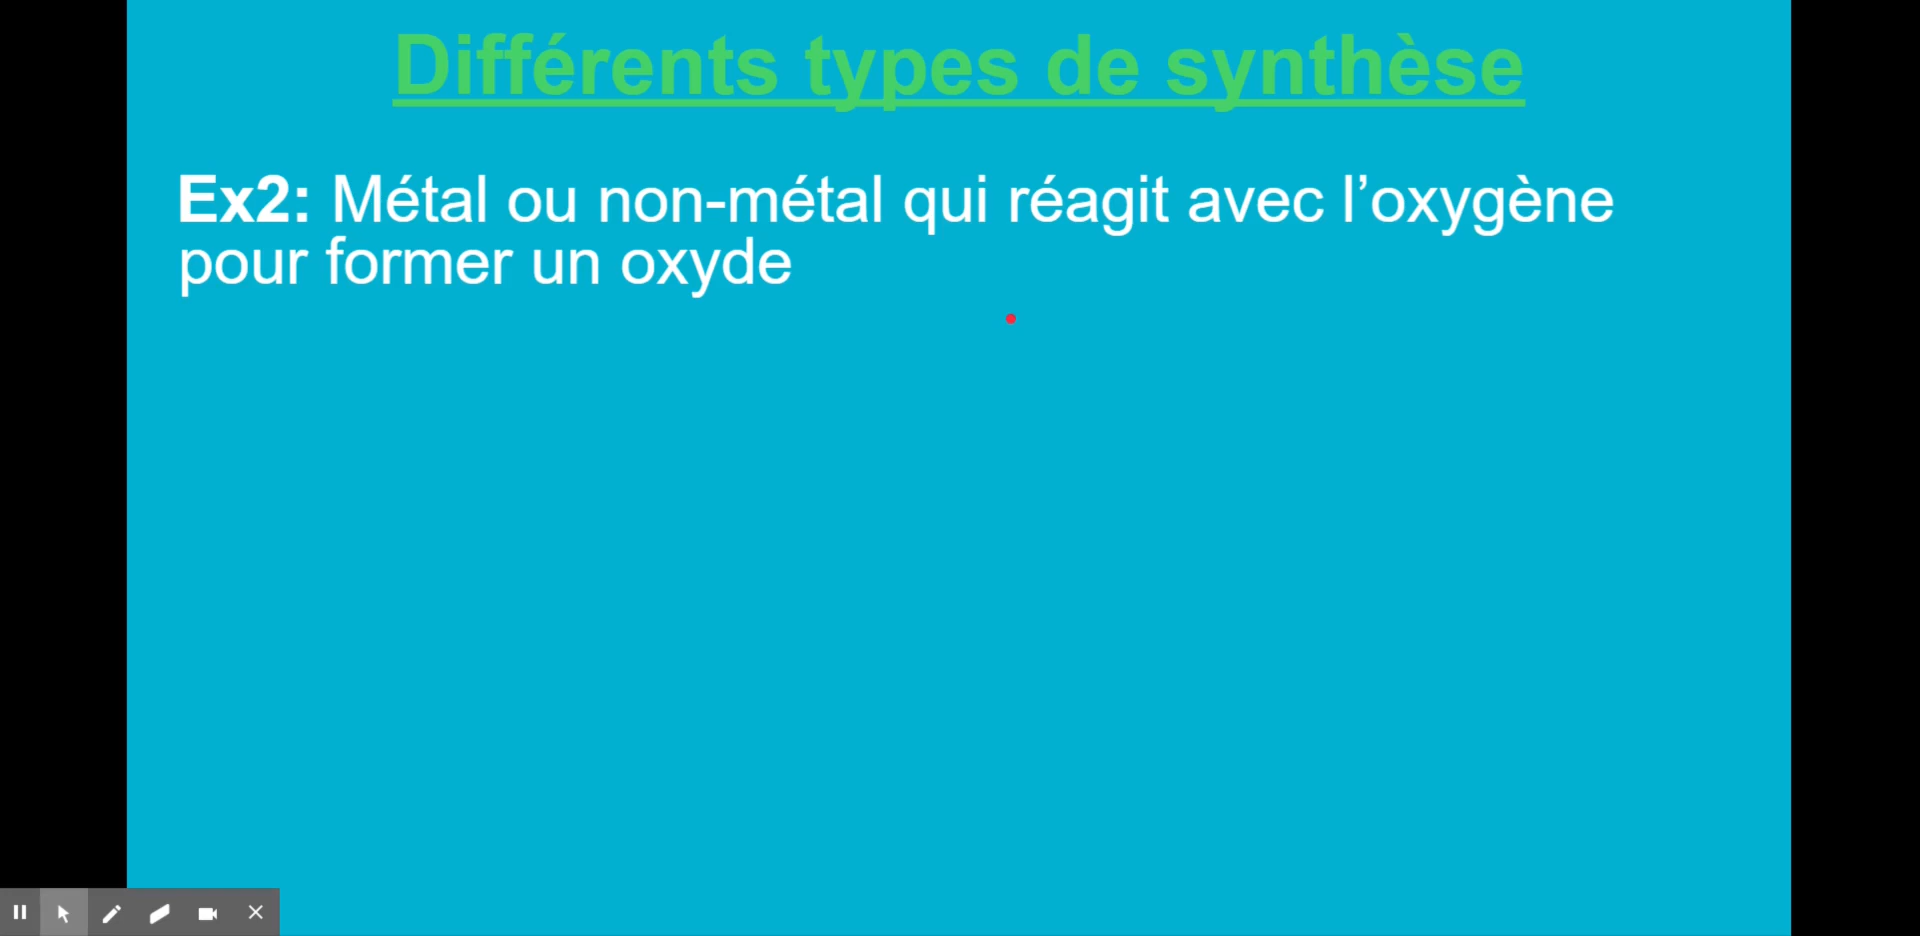 Différents types de synthèse
Ex2: Métal ou non-métal qui réagit avec l’oxygène
pour former un oxyde